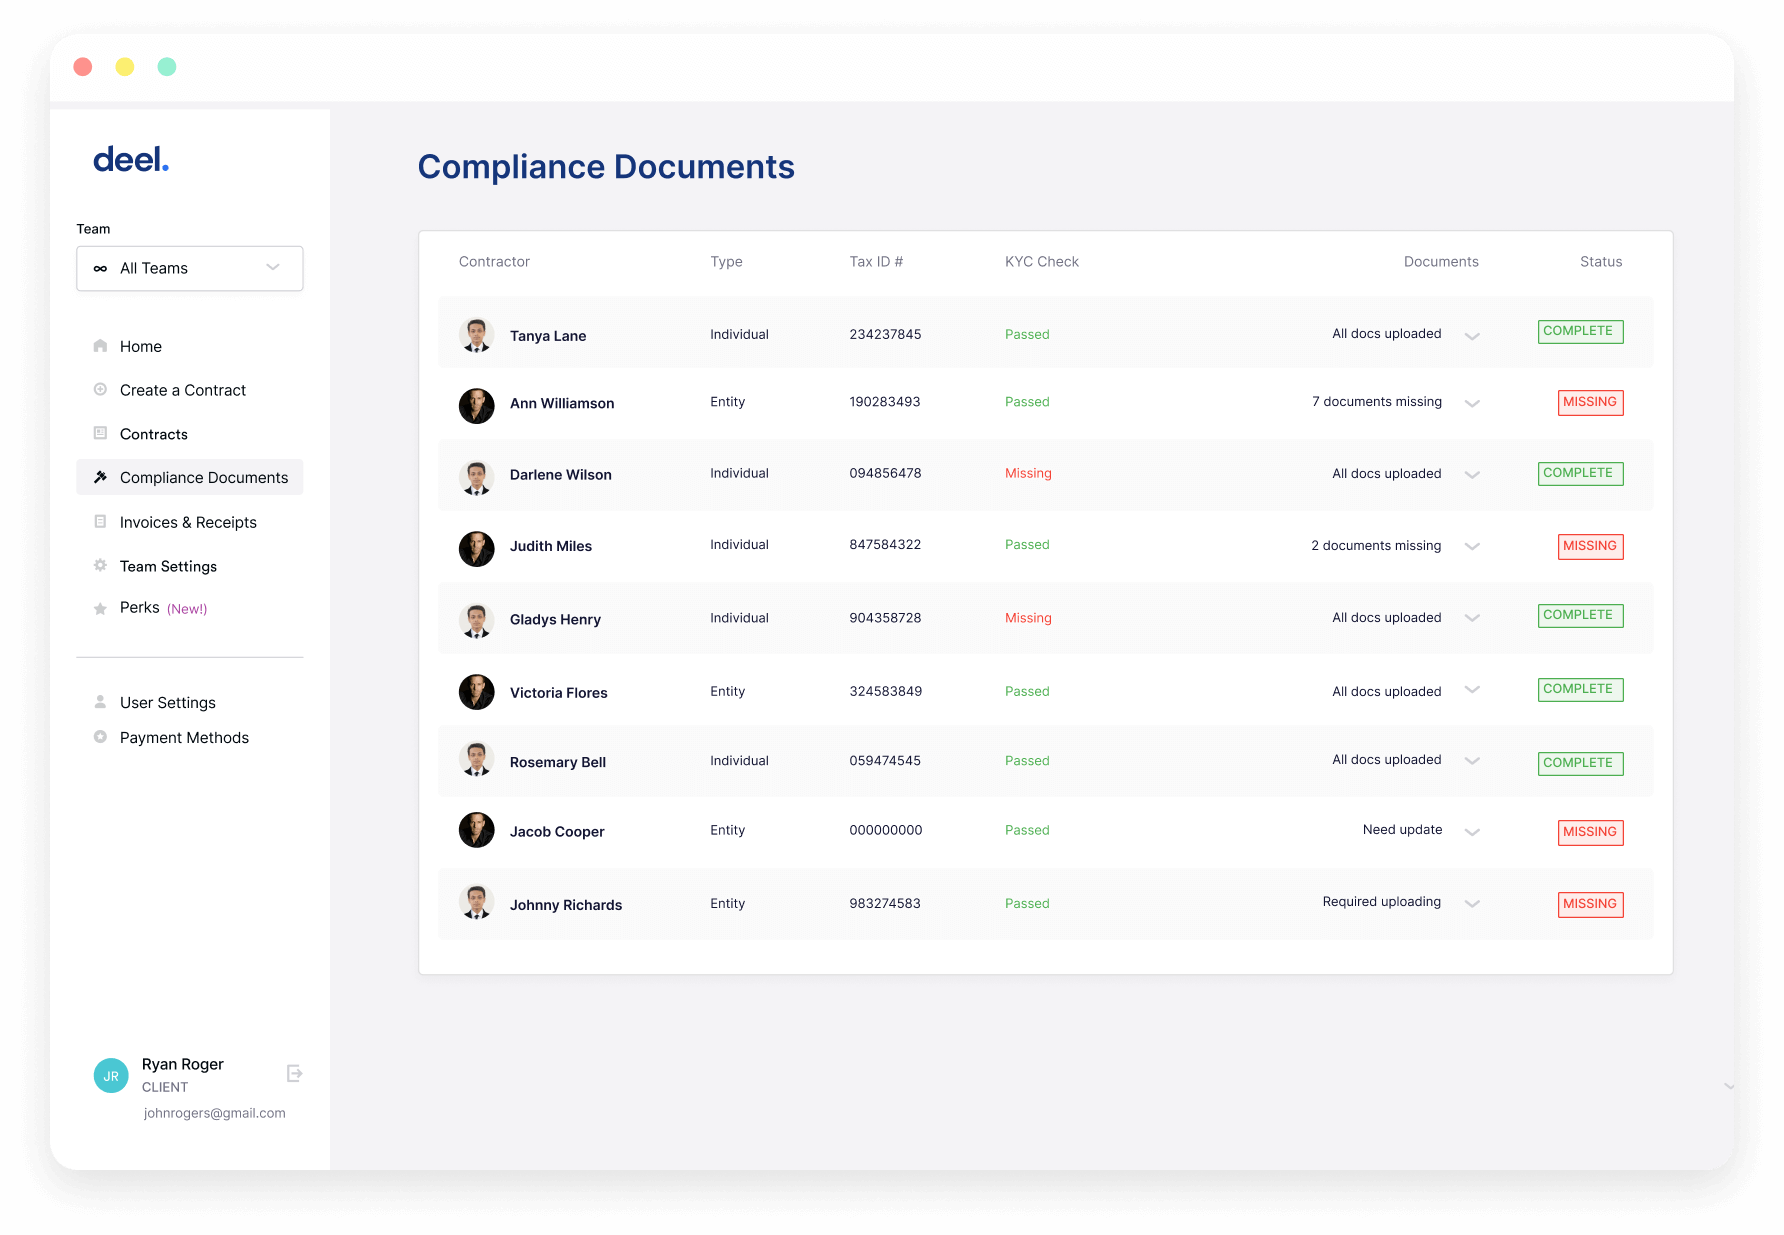 deel.
Team
All Teams
Home
Create a Contract
Contracts
Compliance Documents
Invoices & Receipts
Team Settings
Perks (New!)
User Settings
Payment Methods
JR
Ryan Roger
CLIENT
johnrogers@gmail.com
Compliance Documents
Contractor Type Tax ID # KYC Check Documents Status
Tanya Lane Individual 234237845 Passed All docs uploaded COMPLETE
Ann Williamson Entity 190283493 Passed 7 documents missing MISSING
Darlene Wilson Individual 094856478 Missing All docs uploaded COMPLETE
Judith Miles Individual 847584322 Passed 2 documents missing MISSING
Gladys Henry Individual 904358728 Missing All docs uploaded COMPLETE
Victoria Flores Entity 324583849 Passed All docs uploaded COMPLETE
Rosemary Bell Individual 059474545 Passed All docs uploaded COMPLETE
Jacob Cooper Entity 000000000 Passed Need update MISSING
Johnny Richards Entity 983274583 Passed Required uploading MISSING